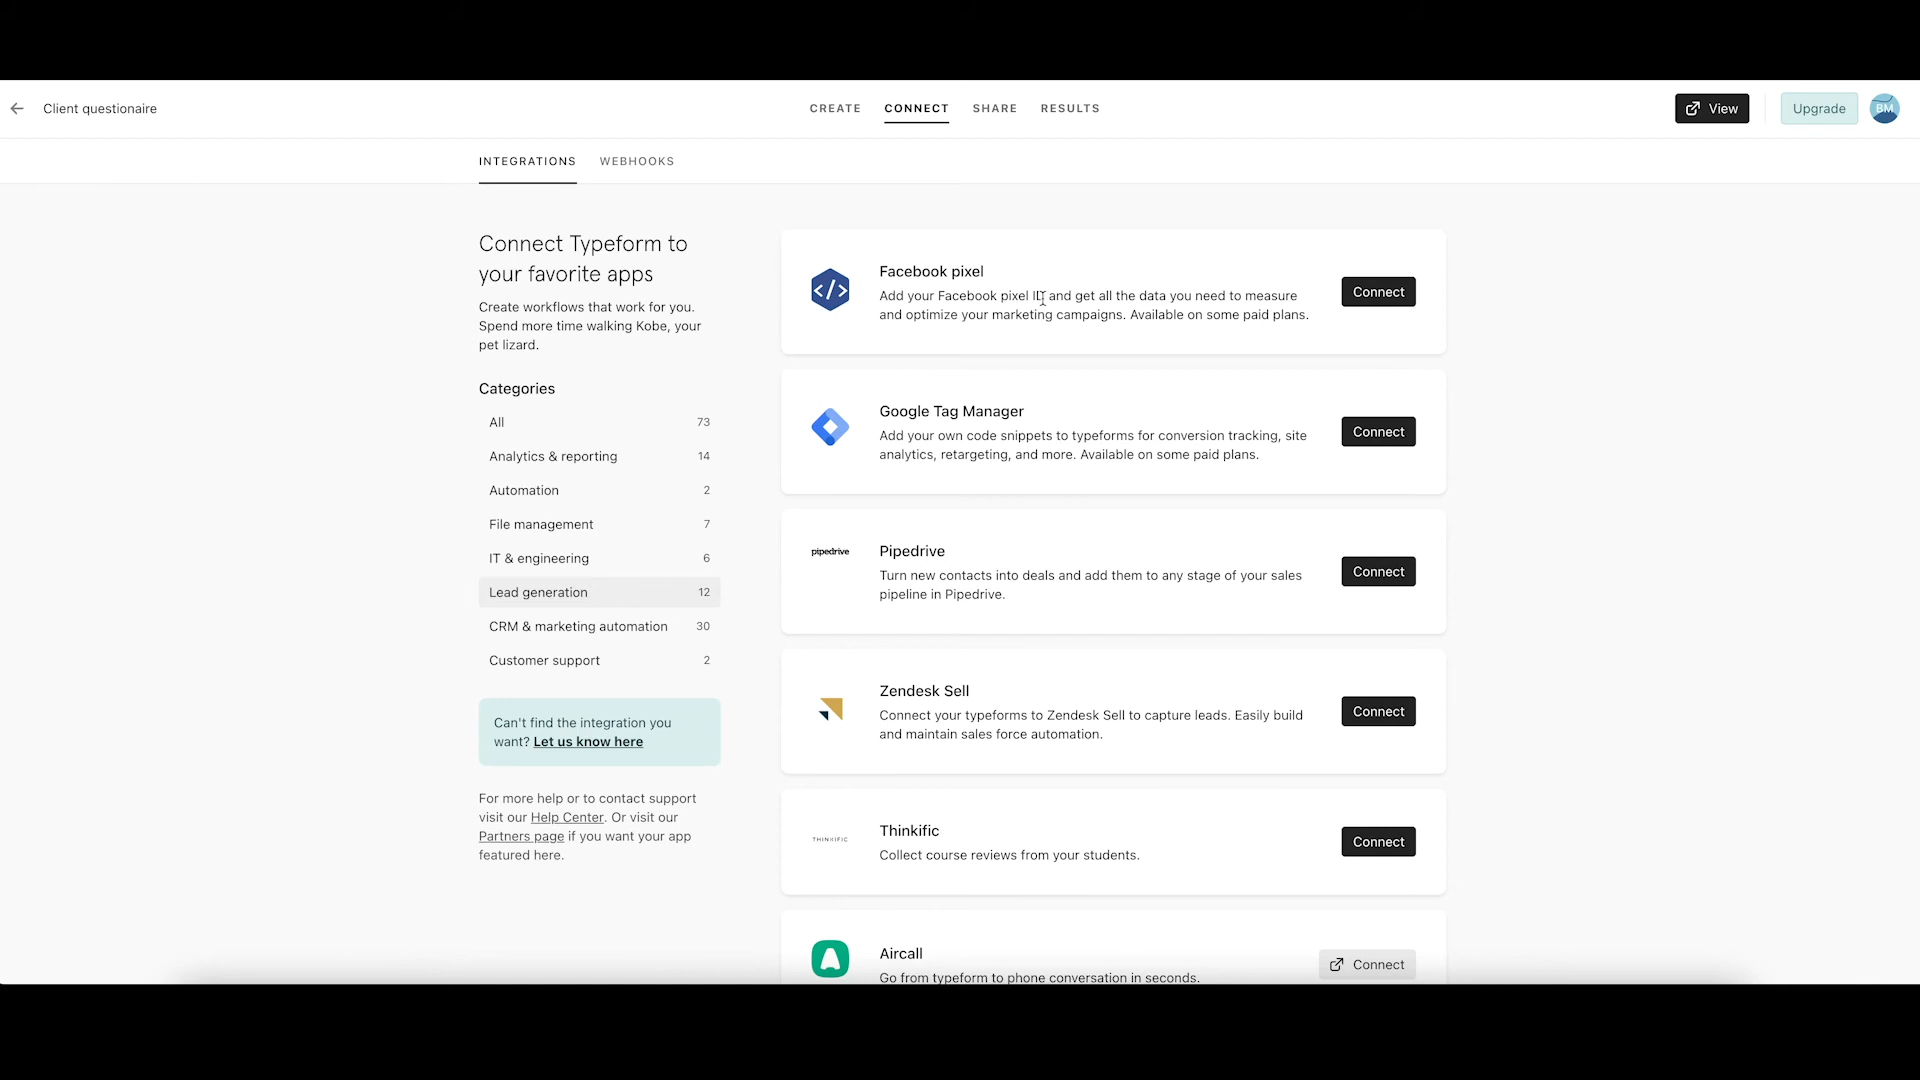 Client questionaire
CREATE
CONNECT
SHARE
RESULTS
View
Upgrade
BM
INTEGRATIONS
WEBHOOKS
Connect Typeform to
your favorite apps
Create workflows that work for you.
Spend more time walking Kobe, your
pet lizard.
Categories
All 73
Analytics & reporting 14
Automation 2
File management 7
IT & engineering 6
Lead generation 12
CRM & marketing automation 30
Customer support 2
Can't find the integration you
want? Let us know here
For more help or to contact support
visit our Help Center. Or visit our
Partners page if you want your app
featured here.
</>
Facebook pixel
Add your Facebook pixel ID and get all the data you need to measure
and optimize your marketing campaigns. Available on some paid plans.
Connect
Google Tag Manager
Add your own code snippets to typeforms for conversion tracking, site
analytics, retargeting, and more. Available on some paid plans.
Connect
pipedrive
Pipedrive
Turn new contacts into deals and add them to any stage of your sales
pipeline in Pipedrive.
Connect
Zendesk Sell
Connect your typeforms to Zendesk Sell to capture leads. Easily build
and maintain sales force automation.
Connect
THINKIFIC
Thinkific
Collect course reviews from your students.
Connect
Aircall
Go from typeform to phone conversation in seconds.
Connect